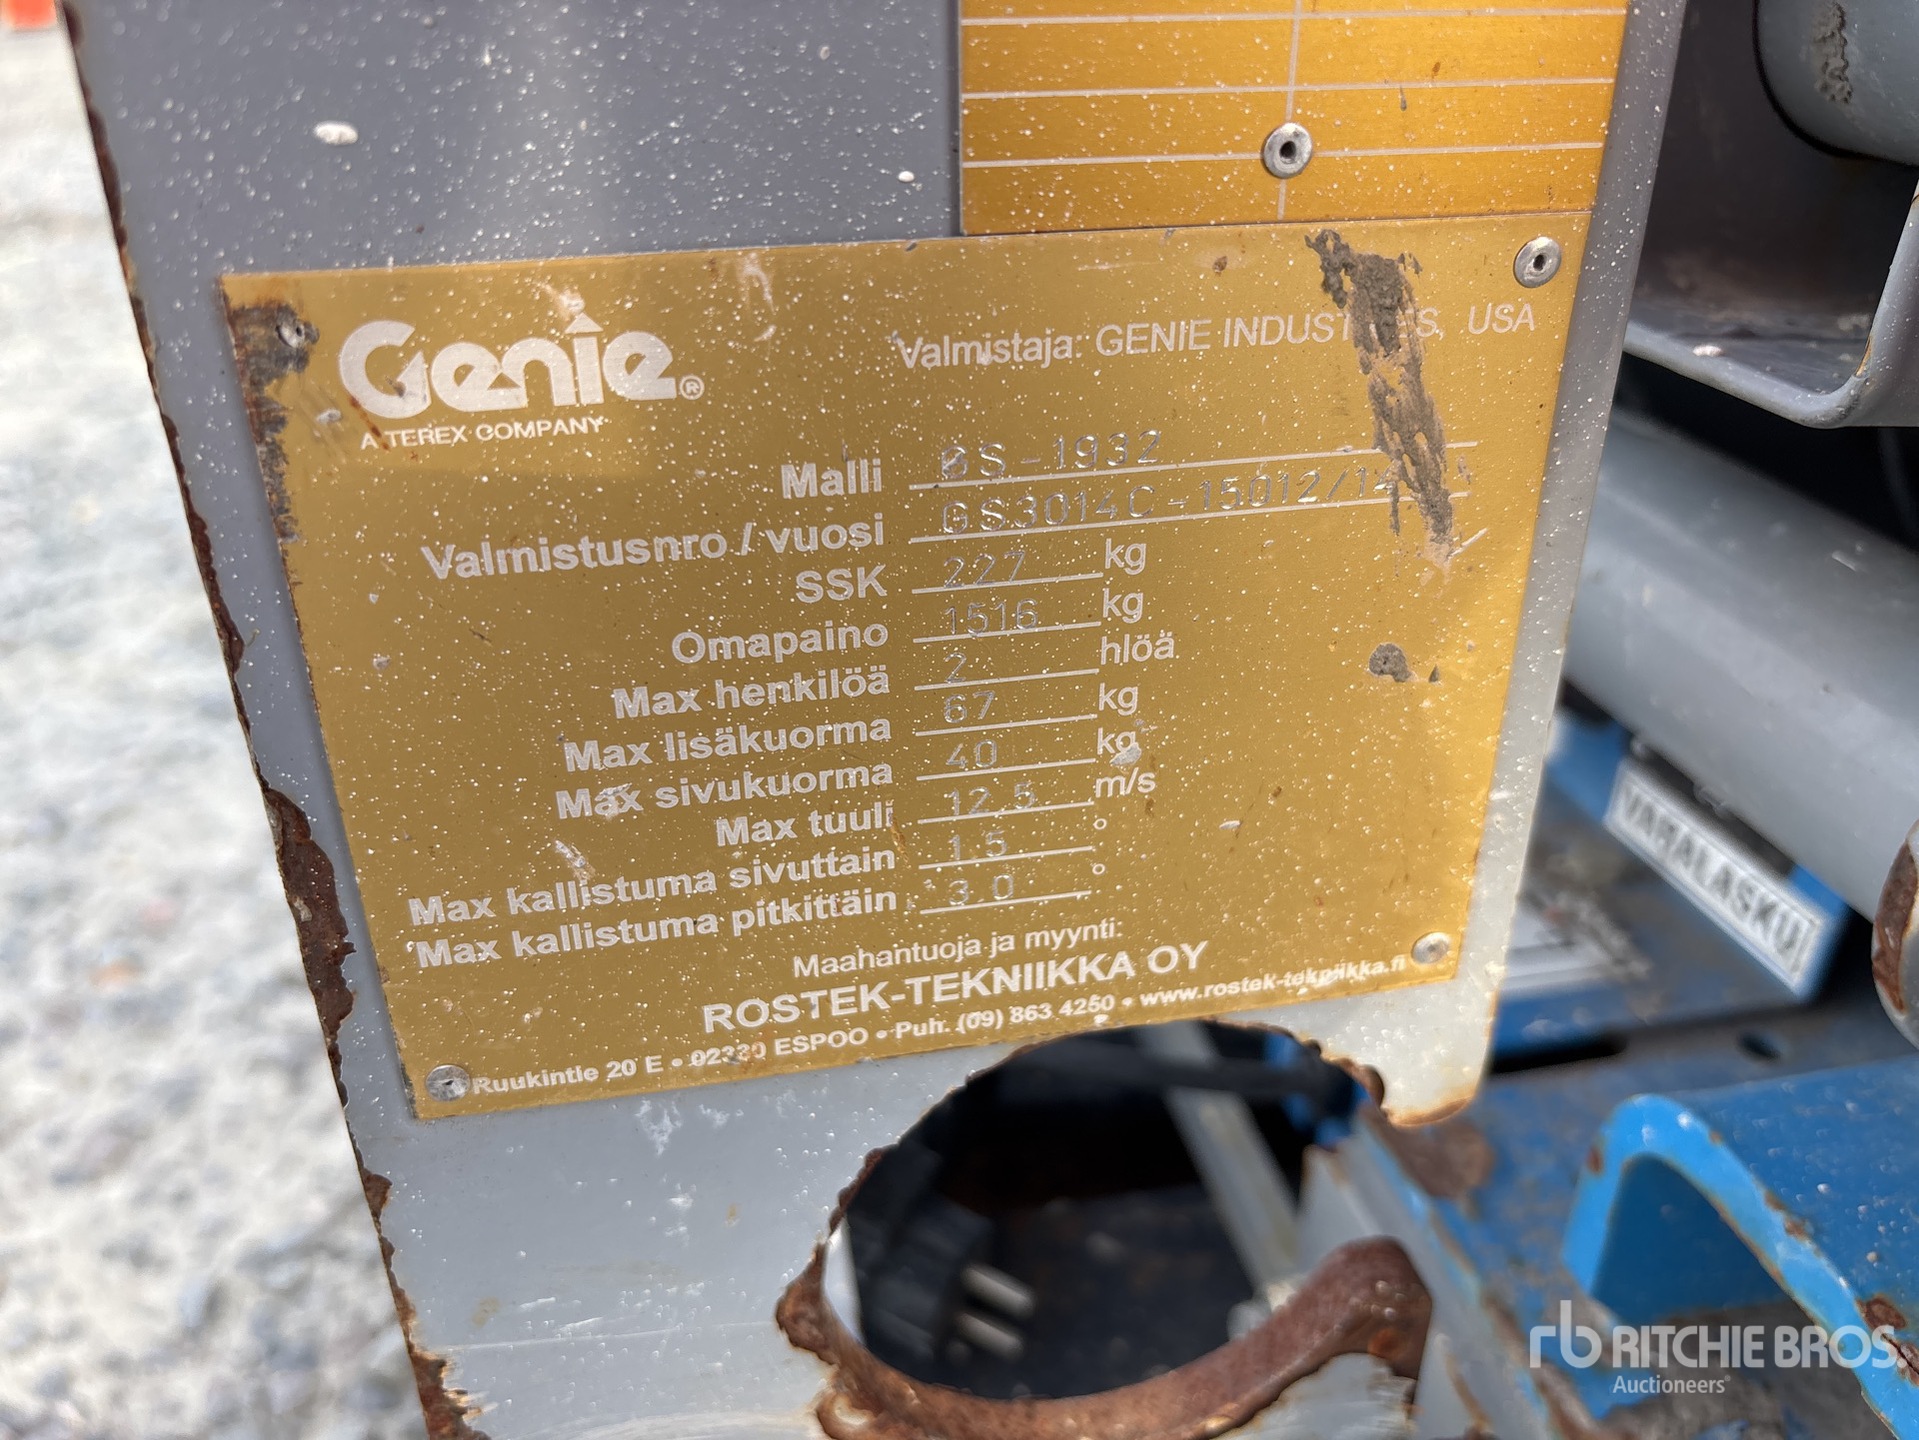 Genie®
A TEREX COMPANY
Valmistaja: GENIE INDUSTRIES, USA
Malli GS-1932
Valmistusnro / vuosi GS3014C-15012/14
SSK 227 kg
Omapaino 1516 kg
Max henkilöä 2 hlöä
Max lisäkuorma 67 kg
Max sivukuorma 40 kg
Max tuuli 12.5 m/s
Max kallistuma sivuttain 1.5 °
Max kallistuma pitkittäin 3.0 °
Maahantuoja ja myynti:
ROSTEK-TEKNIIKKA OY
Ruukintie 20 E • 02330 ESPOO • Puh. (09) 863 4250 • www.rostek-tekniikka.fi
VARALASKU
rb RITCHIE BROS.
Auctioneers®